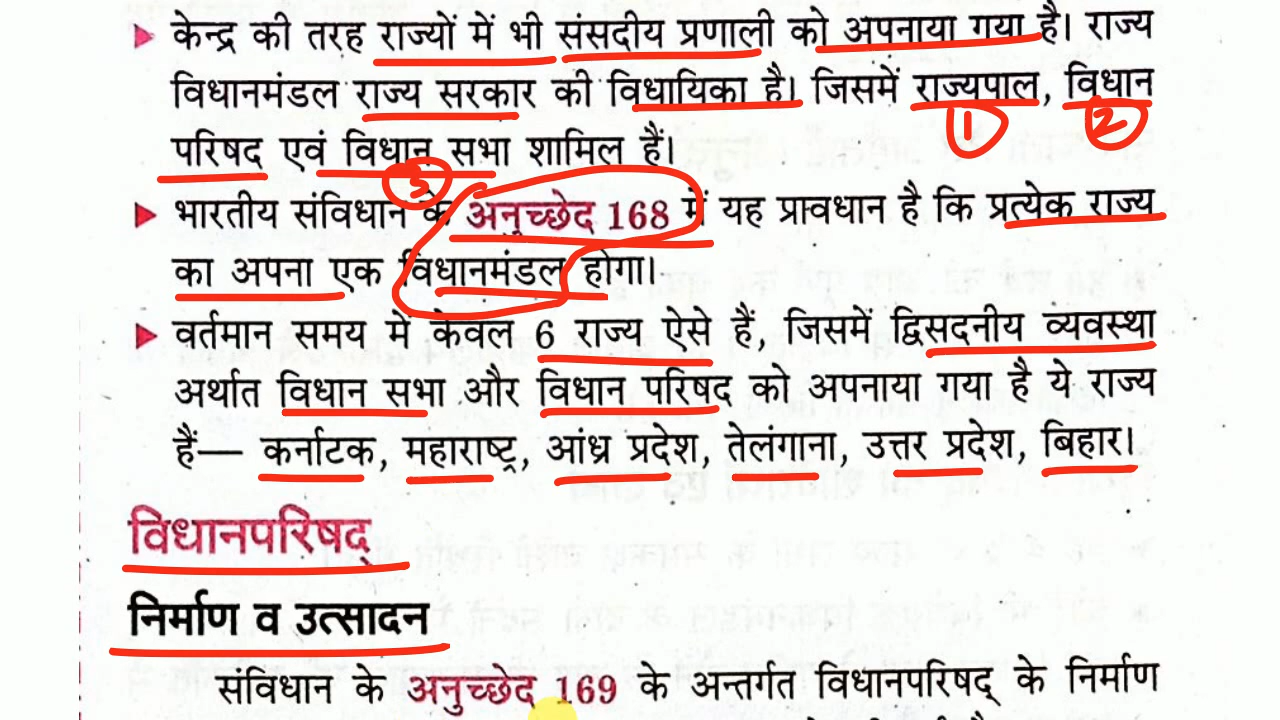 केन्द्र की तरह राज्यों में भी संसदीय प्रणाली को अपनाया गया है। राज्य
विधानमंडल राज्य सरकार की विधायिका है। जिसमें राज्यपाल, विधान
1 2
परिषद एवं विधान सभा शामिल हैं।
3
भारतीय संविधान के अनुच्छेद 168 में यह प्रावधान है कि प्रत्येक राज्य
का अपना एक विधानमंडल होगा।
वर्तमान समय में केवल 6 राज्य ऐसे हैं, जिसमें द्विसदनीय व्यवस्था
अर्थात विधान सभा और विधान परिषद को अपनाया गया है ये राज्य
हैं— कर्नाटक, महाराष्ट्र, आंध्र प्रदेश, तेलंगाना, उत्तर प्रदेश, बिहार।
विधानपरिषद्
निर्माण व उत्सादन
संविधान के अनुच्छेद 169 के अन्तर्गत विधानपरिषद् के निर्माण